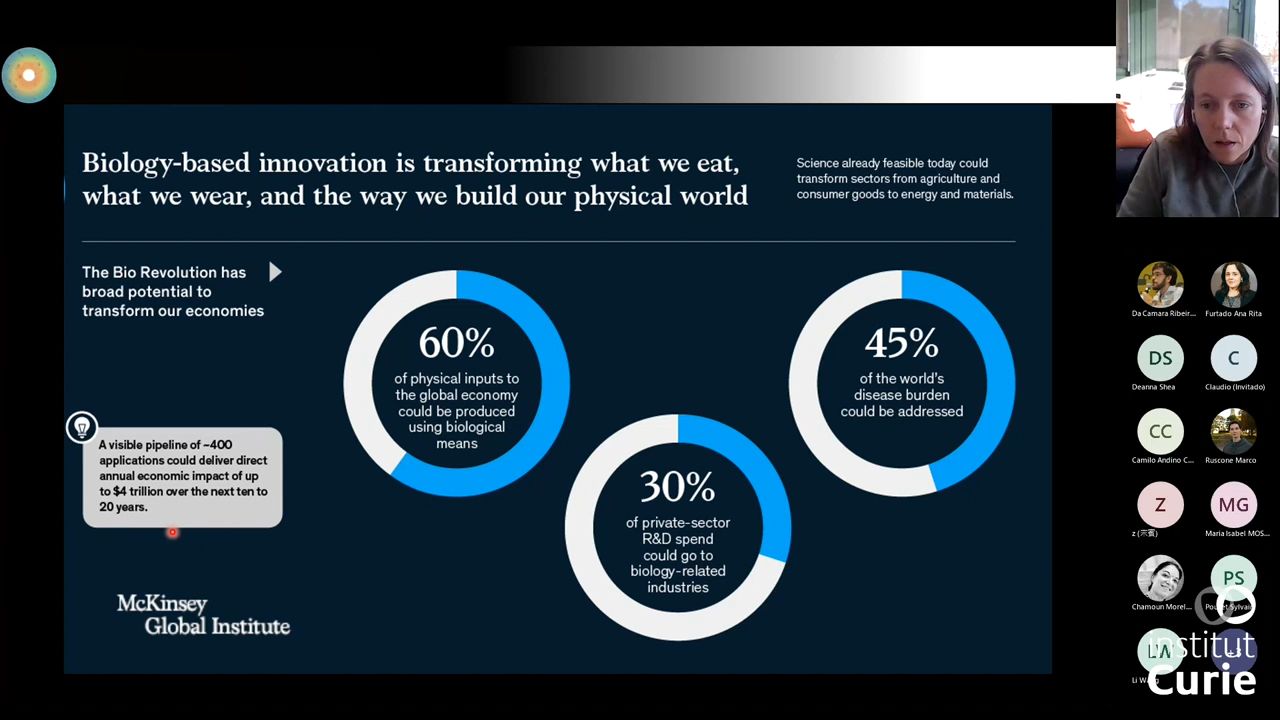 Biology-based innovation is transforming what we eat,
what we wear, and the way we build our physical world
Science already feasible today could
transform sectors from agriculture and
consumer goods to energy and materials.
The Bio Revolution has
broad potential to
transform our economies
60%
of physical inputs to
the global economy
could be produced
using biological
means
30%
of private-sector
R&D spend
could go to
biology-related
industries
45%
of the world's
disease burden
could be addressed
A visible pipeline of ~400
applications could deliver direct
annual economic impact of up
to $4 trillion over the next ten to
20 years.
McKinsey
Global Institute
Da Camara Ribeir...
Furtado Ana Rita
DS
Deanna Shea
C
Claudio (Invitado)
CC
Camilo Andino C...
Ruscone Marco
Z
MG
Maria Isabel MOS...
Chamoun Morel...
PS
LW
institut
Curie